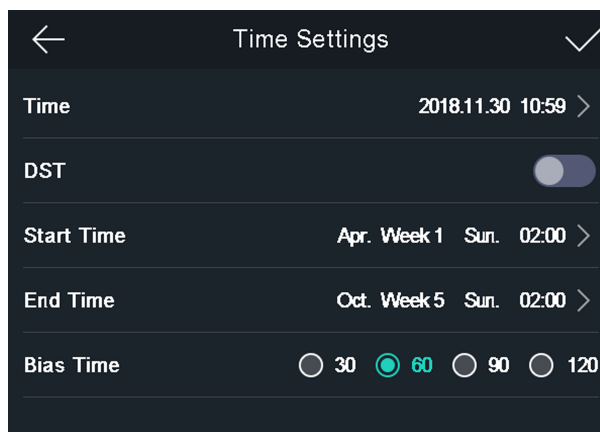 Time Settings
Time 2018.11.30 10:59
DST
Start Time Apr. Week 1 Sun. 02:00
End Time Oct. Week 5 Sun. 02:00
Bias Time 30 60 90 120